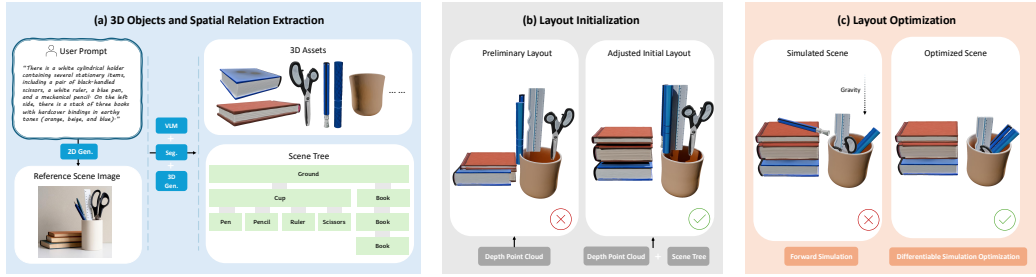 (a) 3D Objects and Spatial Relation Extraction
User Prompt
"There is a white cylindrical holder
containing several stationery items,
including a pair of black-handled
scissors, a white ruler, a blue pen,
and a mechanical pencil. On the left
side, there is a stack of three books
with hardcover bindings in earthy
tones (orange, beige, and blue)."
2D Gen.
Reference Scene Image
VLM
+
Seg.
+
3D
Gen.
3D Assets
... ...
Scene Tree
Ground
Cup
Book
Pen
Pencil
Ruler
Scissors
Book
Book
(b) Layout Initialization
Preliminary Layout
Adjusted Initial Layout
Depth Point Cloud
Depth Point Cloud
+
Scene Tree
(c) Layout Optimization
Simulated Scene
Optimized Scene
Gravity
Forward Simulation
Differentiable Simulation Optimization